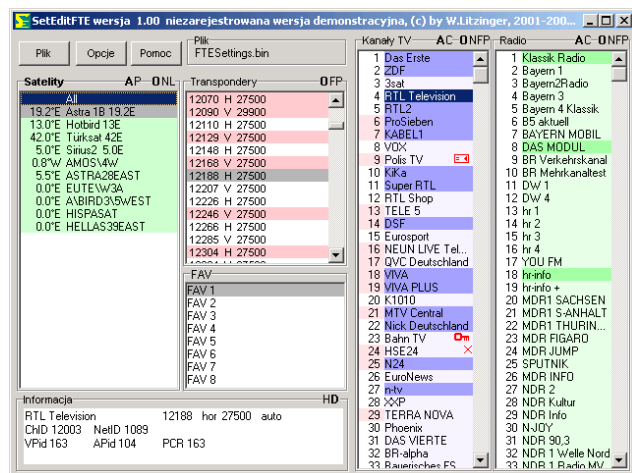 SetEditFTE wersja 1.00 niezarejestrowana wersja demonstracyjna, (c) by W.Litzinger, 2001-200...
Plik
Opcje
Pomoc
Plik
FTESettings.bin
Satelity AP ONL
All
19.2°E Astra 1B 19.2E
13.0°E Hotbird 13E
42.0°E Türksat 42E
5.0°E Sirius2 5.0E
0.8°W AMOS\4W
5.5°E ASTRA28EAST
0.0°E EUTE\W3A
0.0°E A\BIRD3\5WEST
0.0°E HISPASAT
0.0°E HELLAS39EAST
Transpondery OFP
12070 H 27500
12090 V 29900
12110 H 27500
12129 V 27500
12148 H 27500
12168 V 27500
12188 H 27500
12207 V 27500
12226 H 27500
12246 V 27500
12266 H 27500
12285 V 27500
12304 H 27500
FAV
FAV 1
FAV 2
FAV 3
FAV 4
FAV 5
FAV 6
FAV 7
FAV 8
Informacja HD
RTL Television 12188 hor 27500 auto
ChID 12003 NetID 1089
VPid 163 APid 104 PCR 163
Kanały TV AC ONFP
1 Das Erste
2 ZDF
3 3sat
4 RTL Television
5 RTL2
6 ProSieben
7 KABEL1
8 VOX
9 Polis TV
10 KiKa
11 Super RTL
12 RTL Shop
13 TELE 5
14 DSF
15 Eurosport
16 NEUN LIVE Tel...
17 QVC Deutschland
18 VIVA
19 VIVA PLUS
20 K1010
21 MTV Central
22 Nick Deutschland
23 Bahn TV
24 HSE24
25 N24
26 EuroNews
27 n-tv
28 XXP
29 TERRA NOVA
30 Phoenix
31 DAS VIERTE
32 BR-alpha
33 Bayerisches FS
Radio AC ONFP
1 Klassik Radio
2 Bayern 1
3 Bayern2Radio
4 Bayern 3
5 Bayern 4 Klassik
6 B5 aktuell
7 BAYERN MOBIL
8 DAS MODUL
9 BR Verkehrskanal
10 BR Mehrkanaltest
11 DW 1
12 DW 4
13 hr 1
14 hr 2
15 hr 3
16 hr 4
17 YOU FM
18 hr-info
19 hr-info +
20 MDR1 SACHSEN
21 MDR1 S-ANHALT
22 MDR1 THÜRIN...
23 MDR FIGARO
24 MDR JUMP
25 SPUTNIK
26 MDR INFO
27 NDR 2
28 NDR Kultur
29 NDR Info
30 N-JOY
31 NDR 90,3
32 NDR 1 Welle Nord
33 NDR 1 Radio MV